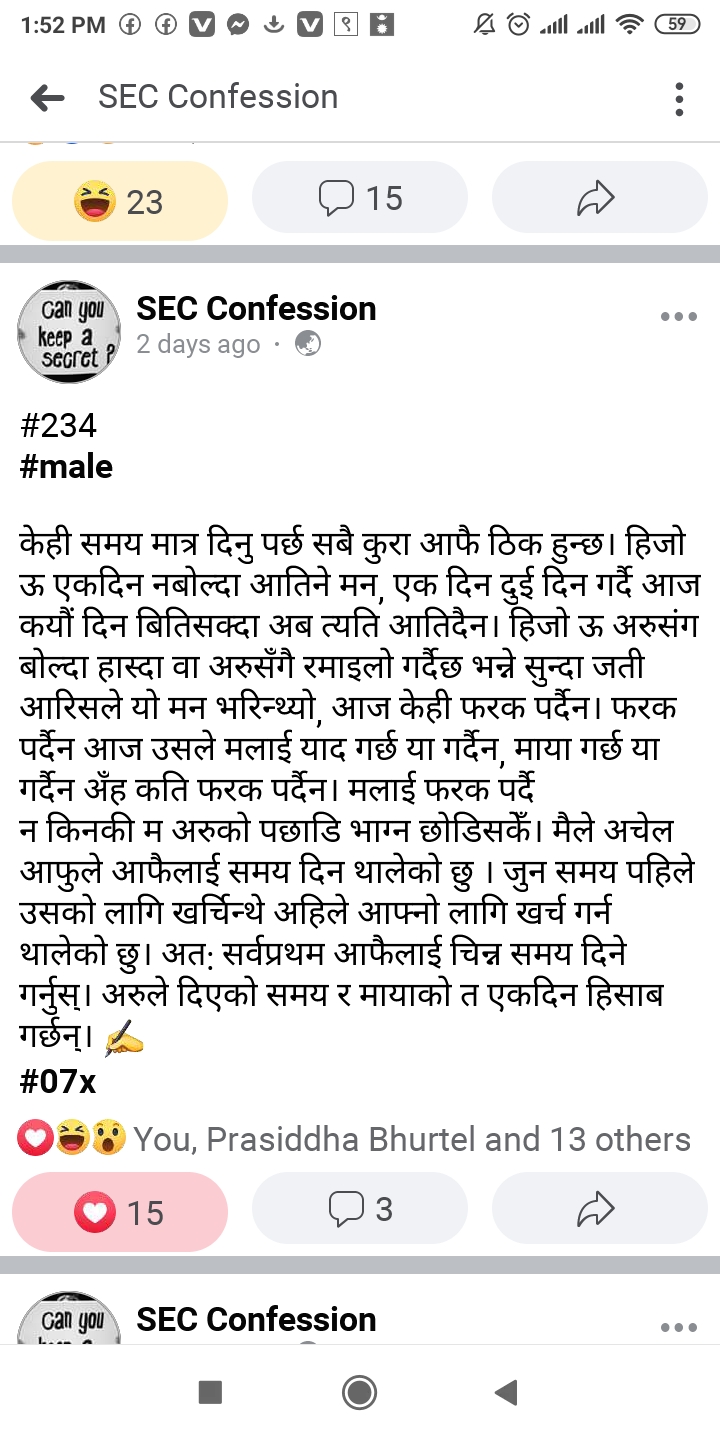 1:52 PM
59
SEC Confession
23
15
can you
keep a
secret ?
SEC Confession
2 days ago ·
#234
#male
केही समय मात्र दिनु पर्छ सबै कुरा आफै ठिक हुन्छ। हिजो
ऊ एकदिन नबोल्दा आतिने मन, एक दिन दुई दिन गर्दै आज
कयौं दिन बितिसक्दा अब त्यति आतिदैन। हिजो ऊ अरुसंग
बोल्दा हास्दा वा अरुसँगै रमाइलो गर्दैछ भन्ने सुन्दा जती
आरिसले यो मन भरिन्थ्यो, आज केही फरक पर्दैन। फरक
पर्दैन आज उसले मलाई याद गर्छ या गर्दैन, माया गर्छ या
गर्दैन अँह कति फरक पर्दैन। मलाई फरक पर्दै
न किनकी म अरुको पछाडि भाग्न छोडिसकेँ। मैले अचेल
आफुले आफैलाई समय दिन थालेको छु । जुन समय पहिले
उसको लागि खर्चिन्थे अहिले आफ्नो लागि खर्च गर्न
थालेको छु। अत: सर्वप्रथम आफैलाई चिन्न समय दिने
गर्नुस्। अरुले दिएको समय र मायाको त एकदिन हिसाब
गर्छन्। ✍
#07x
You, Prasiddha Bhurtel and 13 others
15
3
can you
SEC Confession